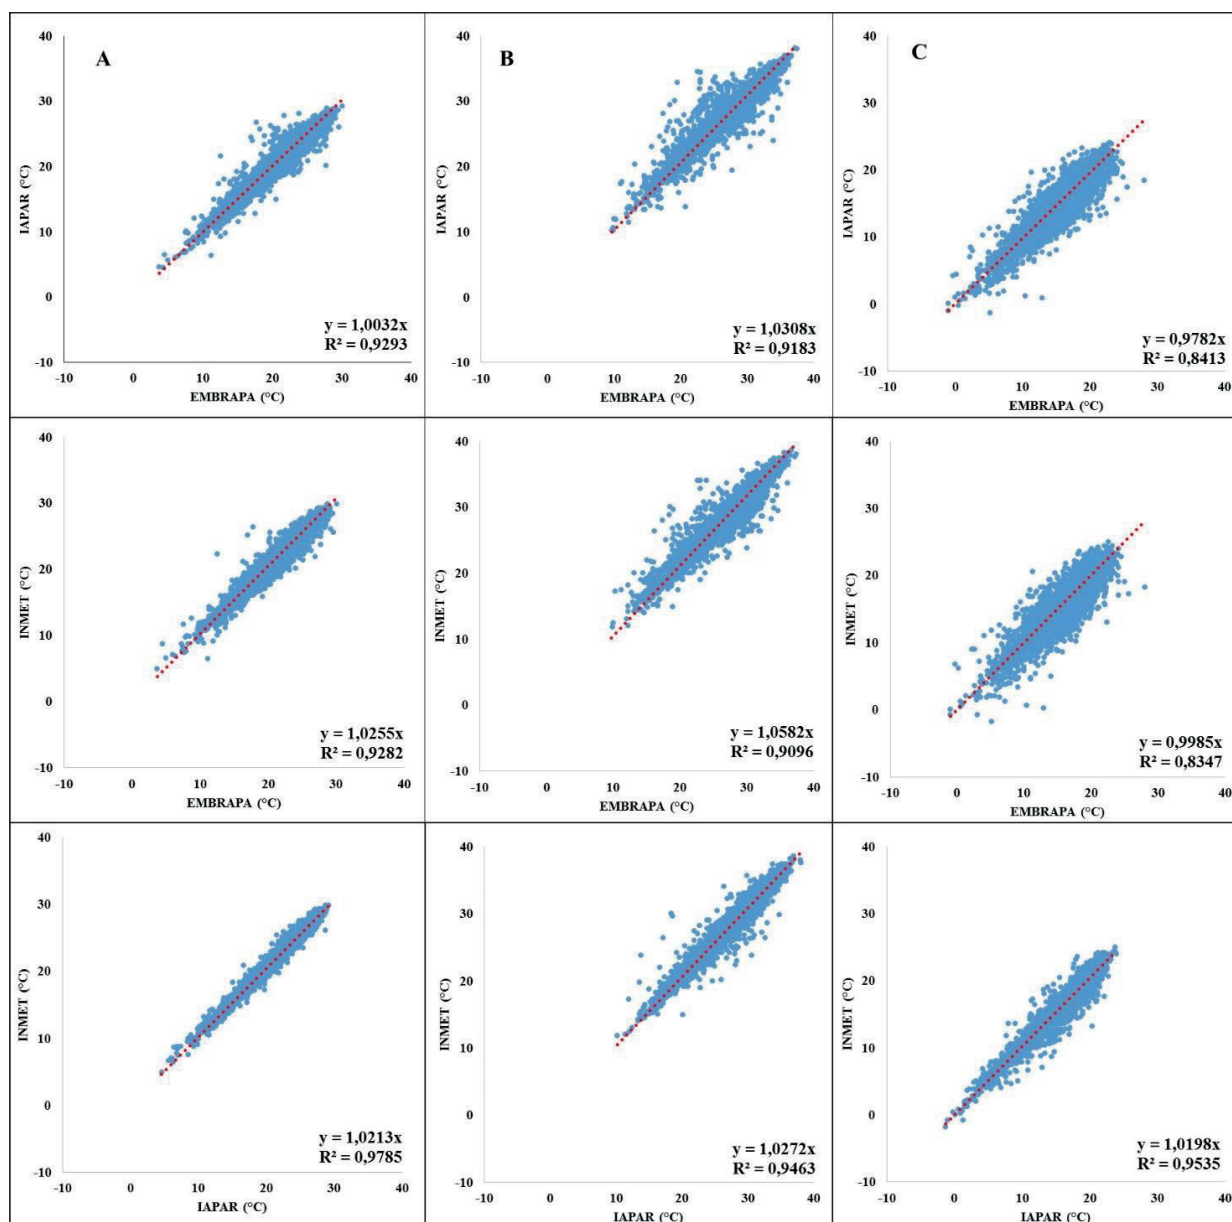 A
40
30
20
10
0
-10
IAPAR (°C)
y = 1,0032x
R² = 0,9293
-10 0 10 20 30 40
EMBRAPA (°C)
B
40
30
20
10
0
-10
IAPAR (°C)
y = 1,0308x
R² = 0,9183
-10 0 10 20 30 40
EMBRAPA (°C)
C
40
30
20
10
0
-10
IAPAR (°C)
y = 0,9782x
R² = 0,8413
-10 0 10 20 30 40
EMBRAPA (°C)
40
30
20
10
0
-10
INMET (°C)
y = 1,0255x
R² = 0,9282
-10 0 10 20 30 40
EMBRAPA (°C)
40
30
20
10
0
-10
INMET (°C)
y = 1,0582x
R² = 0,9096
-10 0 10 20 30 40
EMBRAPA (°C)
40
30
20
10
0
-10
INMET (°C)
y = 0,9985x
R² = 0,8347
-10 0 10 20 30 40
EMBRAPA (°C)
40
30
20
10
0
-10
INMET (°C)
y = 1,0213x
R² = 0,9785
-10 0 10 20 30 40
IAPAR (°C)
40
30
20
10
0
-10
INMET (°C)
y = 1,0272x
R² = 0,9463
-10 0 10 20 30 40
IAPAR (°C)
40
30
20
10
0
-10
INMET (°C)
y = 1,0198x
R² = 0,9535
-10 0 10 20 30 40
IAPAR (°C)